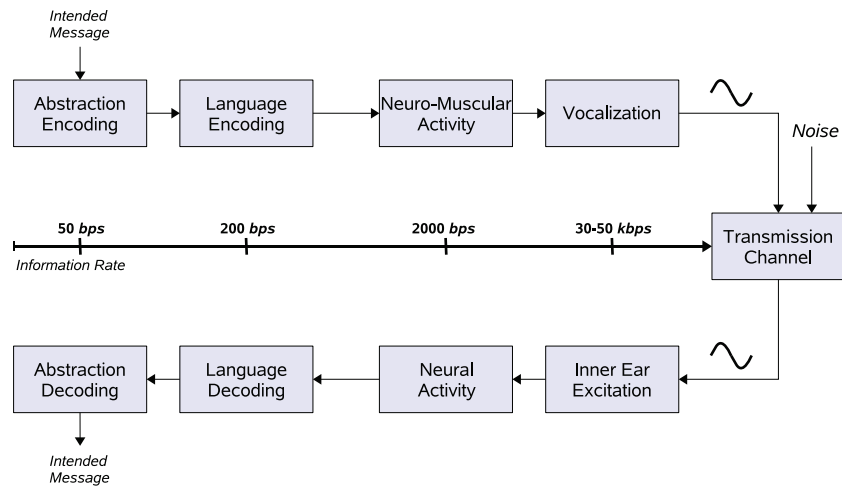 Intended
Message
Abstraction
Encoding
Language
Encoding
Neuro-Muscular
Activity
Vocalization
Noise
50 bps
200 bps
2000 bps
30-50 kbps
Information Rate
Transmission
Channel
Abstraction
Decoding
Language
Decoding
Neural
Activity
Inner Ear
Excitation
Intended
Message